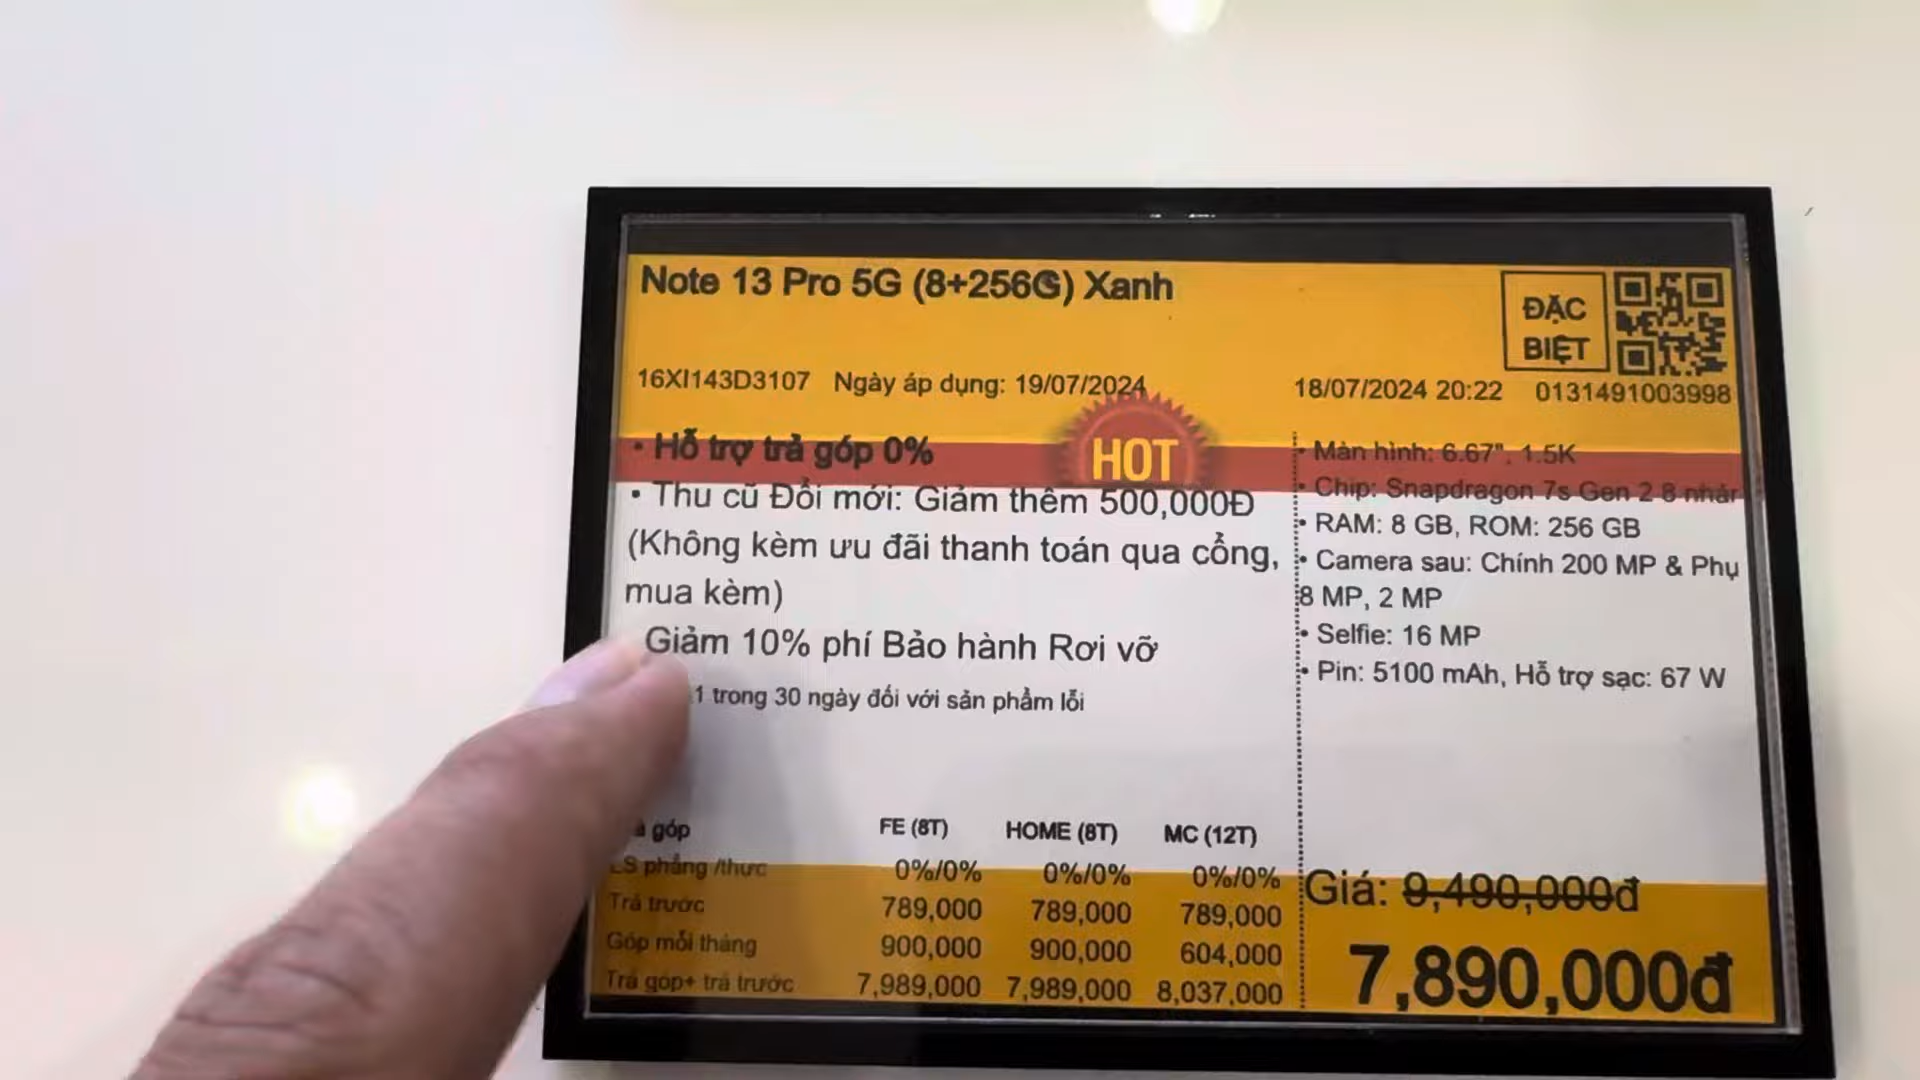 Note 13 Pro 5G (8+256G) Xanh
ĐẶC
BIỆT
16XI143D3107 Ngày áp dụng: 19/07/2024
18/07/2024 20:22 0131491003998
• Hỗ trợ trả góp 0%
HOT
• Thu cũ Đổi mới: Giảm thêm 500,000Đ
(Không kèm ưu đãi thanh toán qua cổng,
mua kèm)
Giảm 10% phí Bảo hành Rơi vỡ
1 trong 30 ngày đối với sản phẩm lỗi
• Màn hình: 6.67", 1.5K
• Chip: Snapdragon 7s Gen 2 8 nhân
• RAM: 8 GB, ROM: 256 GB
• Camera sau: Chính 200 MP & Phụ
8 MP, 2 MP
• Selfie: 16 MP
• Pin: 5100 mAh, Hỗ trợ sạc: 67 W
góp FE (8T) HOME (8T) MC (12T)
LS phẳng /thực 0%/0% 0%/0% 0%/0%
Trả trước 789,000 789,000 789,000
Góp mỗi tháng 900,000 900,000 604,000
Trả góp+ trả trước 7,989,000 7,989,000 8,037,000
Giá: 9,490,000đ
7,890,000đ